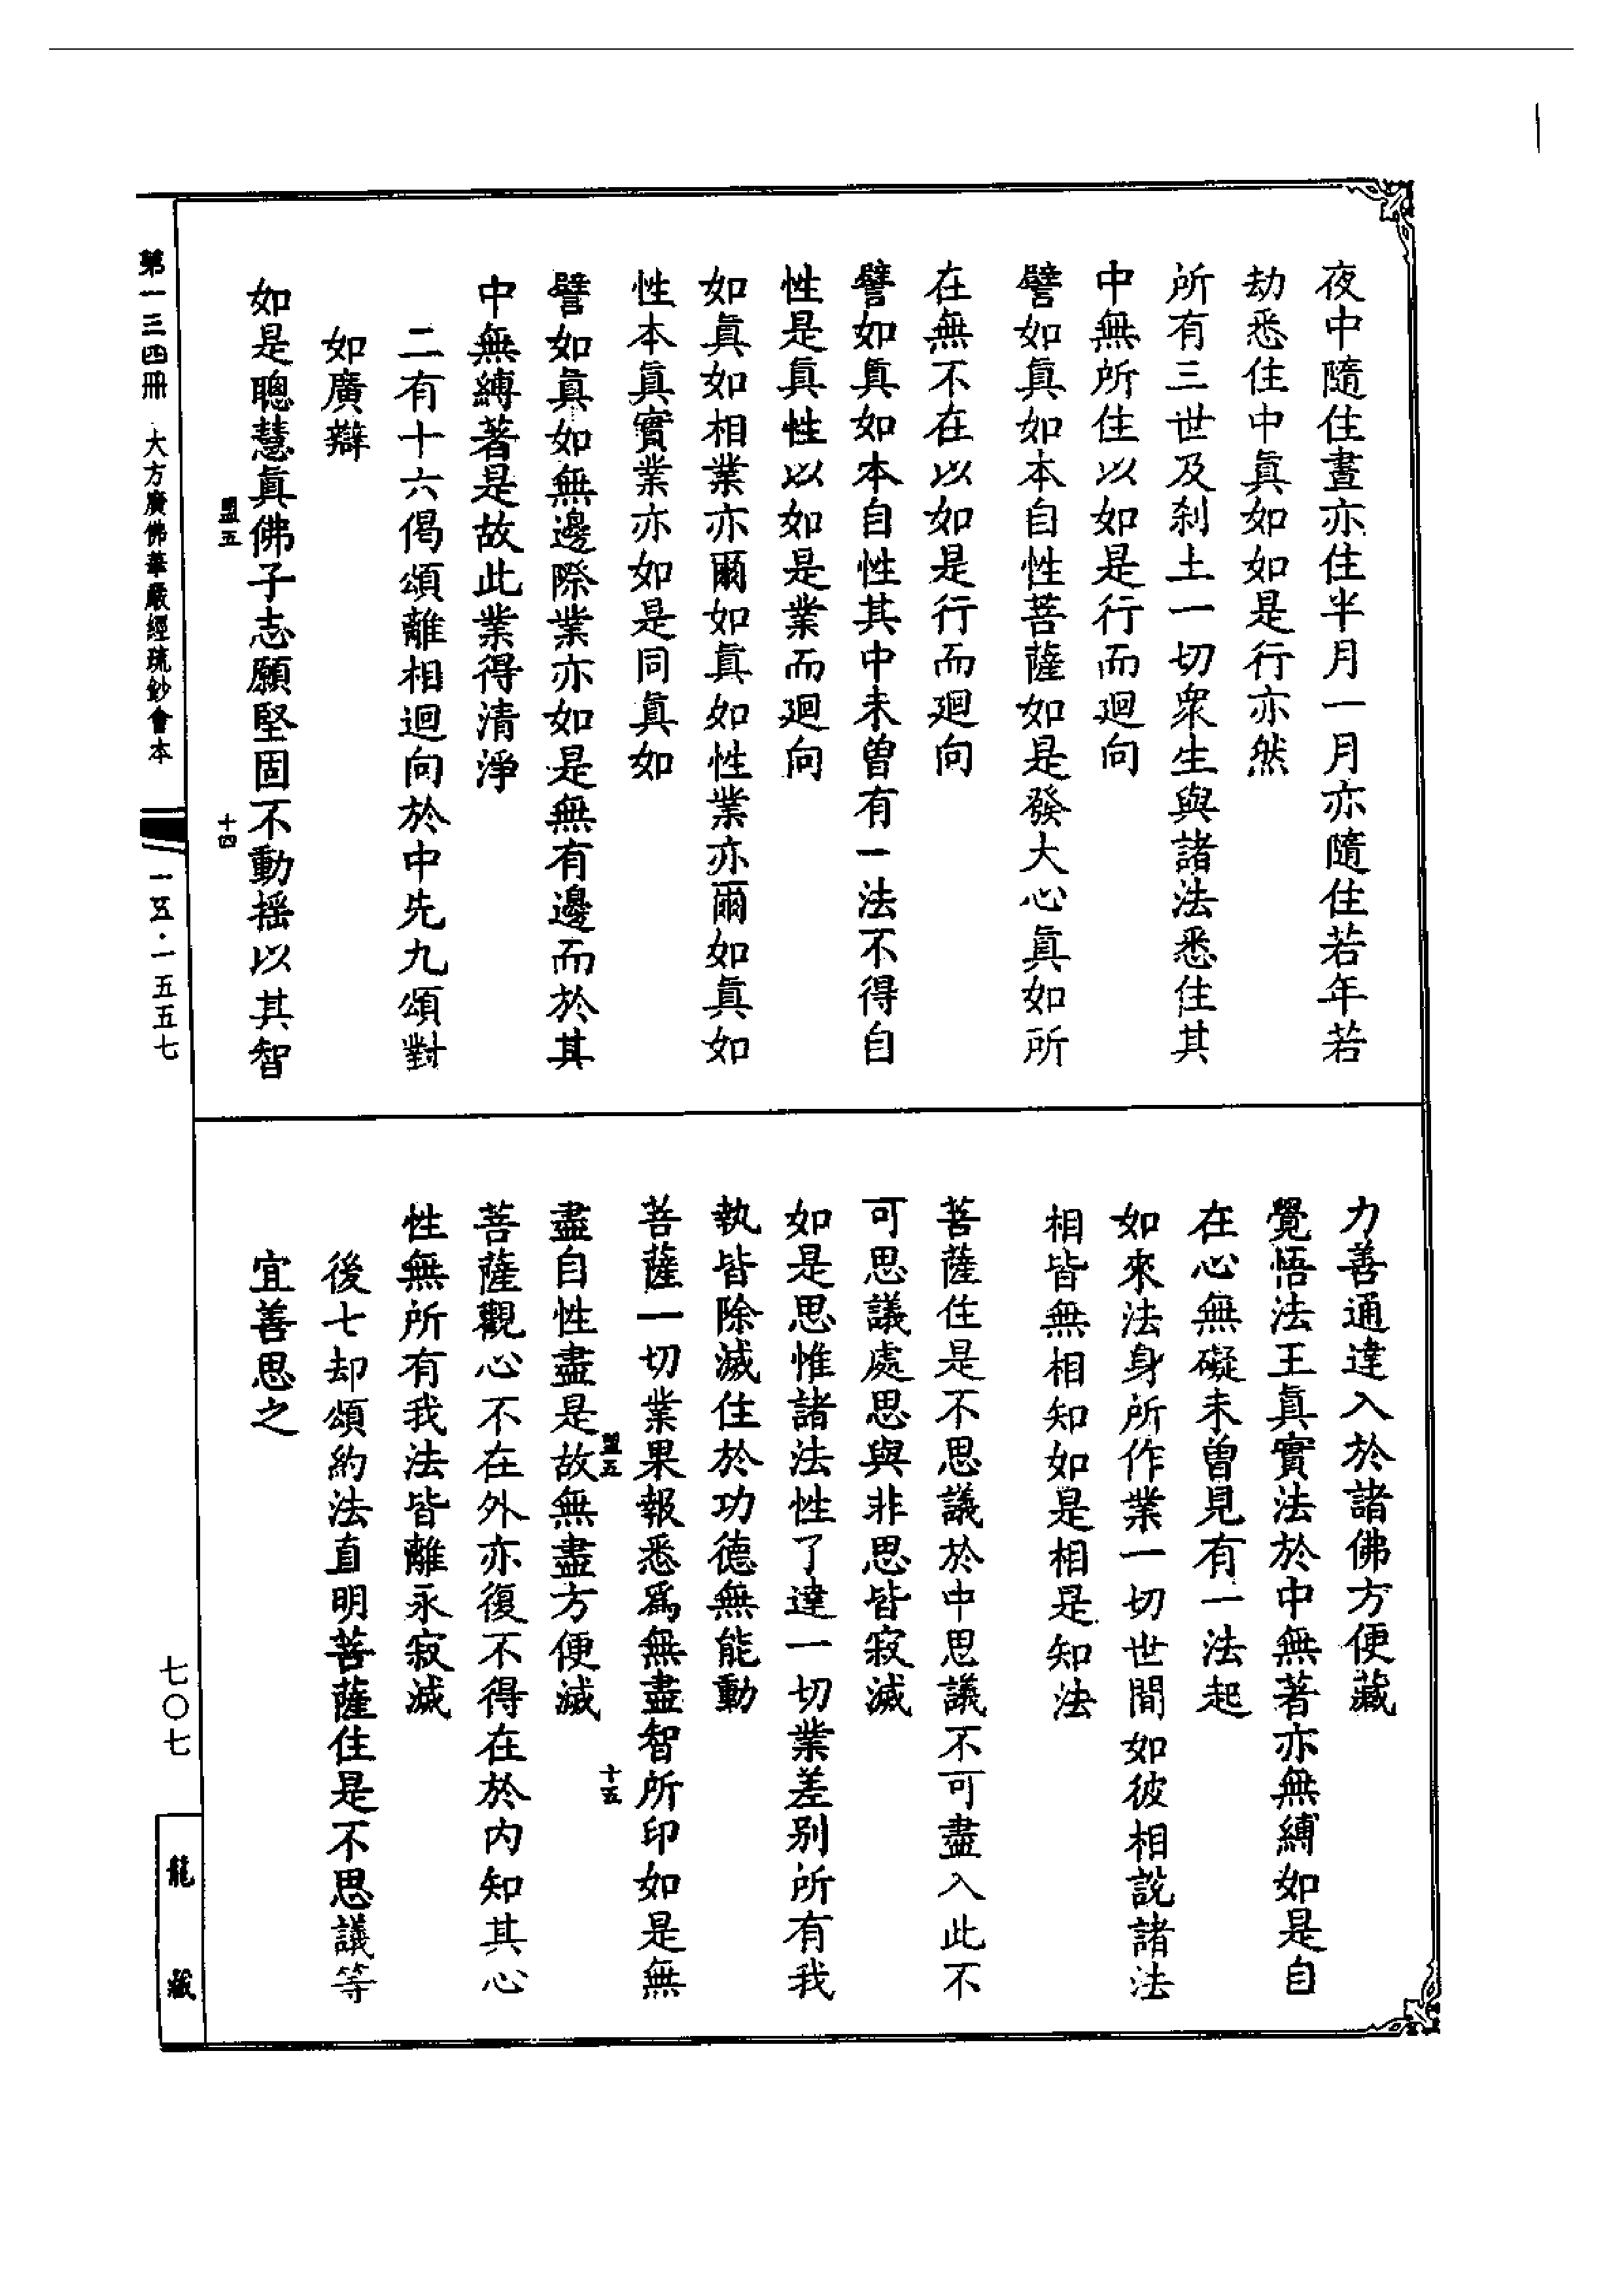 夜中隨住晝亦住半月一月亦隨住若年若
劫悉住中眞如如是行亦然
所有三世及刹土一切衆生與諸法悉住其
中無所住以如是行而迴向
譬如眞如本自性菩薩如是發大心眞如所
在無不在以如是行而迴向
譬如眞如本自性其中未曾有一法不得自
性是眞性以如是業而迴向
如眞如相業亦爾如眞如性業亦爾如眞如
性本眞實業亦如是同眞如
譬如眞如無邊際業亦如是無有邊而於其
中無縛著是故此業得清淨
二有十六偈頌離相迴向於中先九頌對
如廣辯
如是聰慧眞佛子志願堅固不動搖以其智
盟五
十四
力善通達入於諸佛方便藏
覺悟法王眞實法於中無著亦無縛如是自
在心無礙未曾見有一法起
如來法身所作業一切世間如彼相說諸法
相皆無相知如是相是知法
菩薩住是不思議於中思議不可盡入此不
可思議處思與非思皆寂滅
如是思惟諸法性了達一切業差別所有我
執皆除滅住於功德無能動
菩薩一切業果報悉爲無盡智所印如是無
盟五
十五
盡自性盡是故無盡方便滅
菩薩觀心不在外亦復不得在於內知其心
性無所有我法皆離永寂滅
後七却頌約法直明菩薩住是不思議等
宜善思之
第一三四冊 大方廣佛華嚴經疏鈔會本
一五·一五五七
七〇七
龍藏